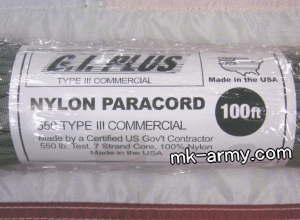 G.I. PLUS
TYPE III COMMERCIAL
Made in the USA
NYLON PARACORD
100ft
550 TYPE III COMMERCIAL
Made by a Certified US Gov't Contractor
550 lb. Test, 7 Strand Core, 100% Nylon
Made in the USA
mk-army.com